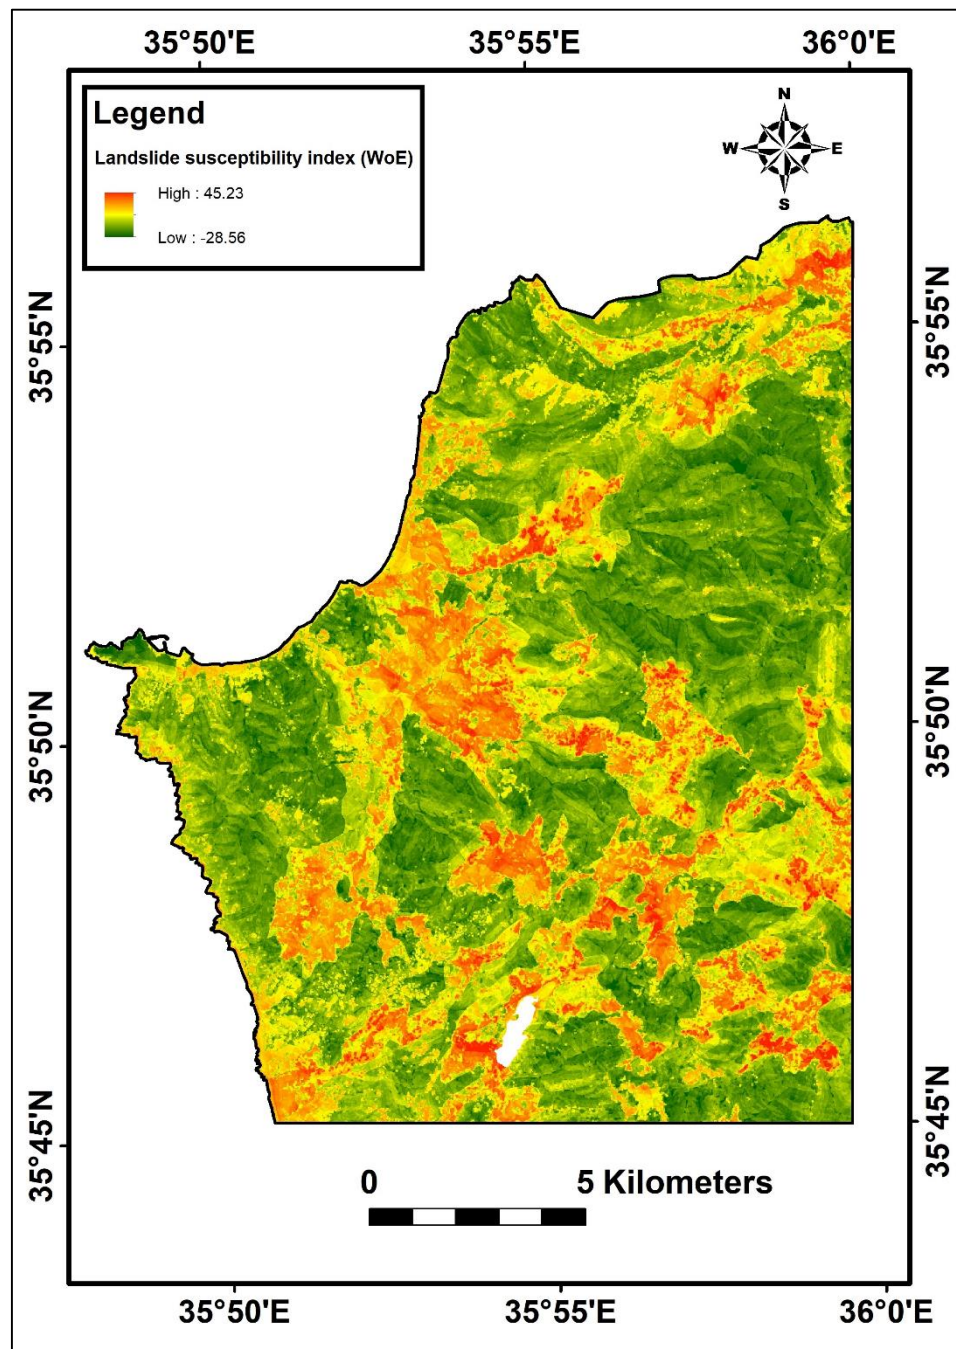 35°50'E 35°55'E 36°0'E
Legend
Landslide susceptibility index (WoE)
High : 45.23
Low : -28.56
N
W E
S
35°55'N
35°55'N
35°50'N
35°50'N
35°45'N
35°45'N
0 5 Kilometers
35°50'E 35°55'E 36°0'E